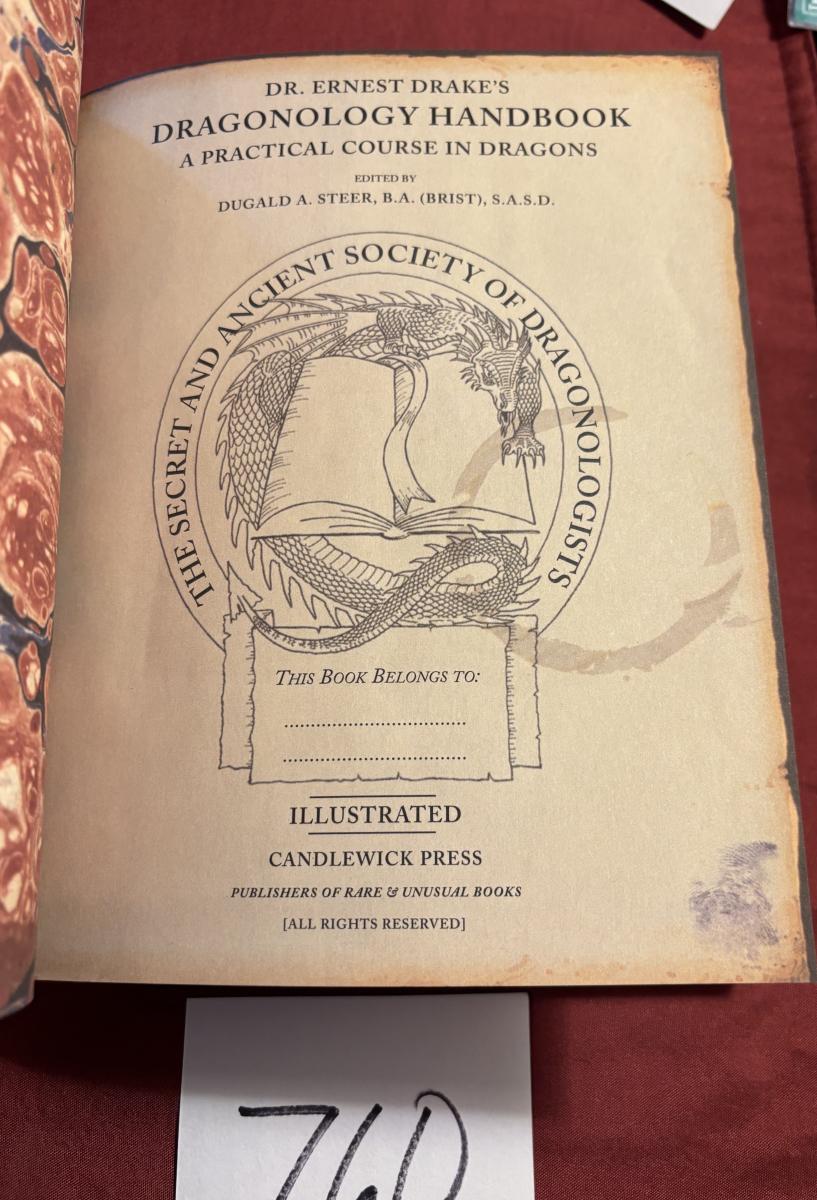 DR. ERNEST DRAKE'S
DRAGONOLOGY HANDBOOK
A PRACTICAL COURSE IN DRAGONS
EDITED BY
DUGALD A. STEER, B.A. (BRIST), S.A.S.D.
THE SECRET AND ANCIENT SOCIETY OF DRAGONOLOGISTS
THIS BOOK BELONGS TO:
ILLUSTRATED
CANDLEWICK PRESS
PUBLISHERS OF RARE & UNUSUAL BOOKS
[ALL RIGHTS RESERVED]
760